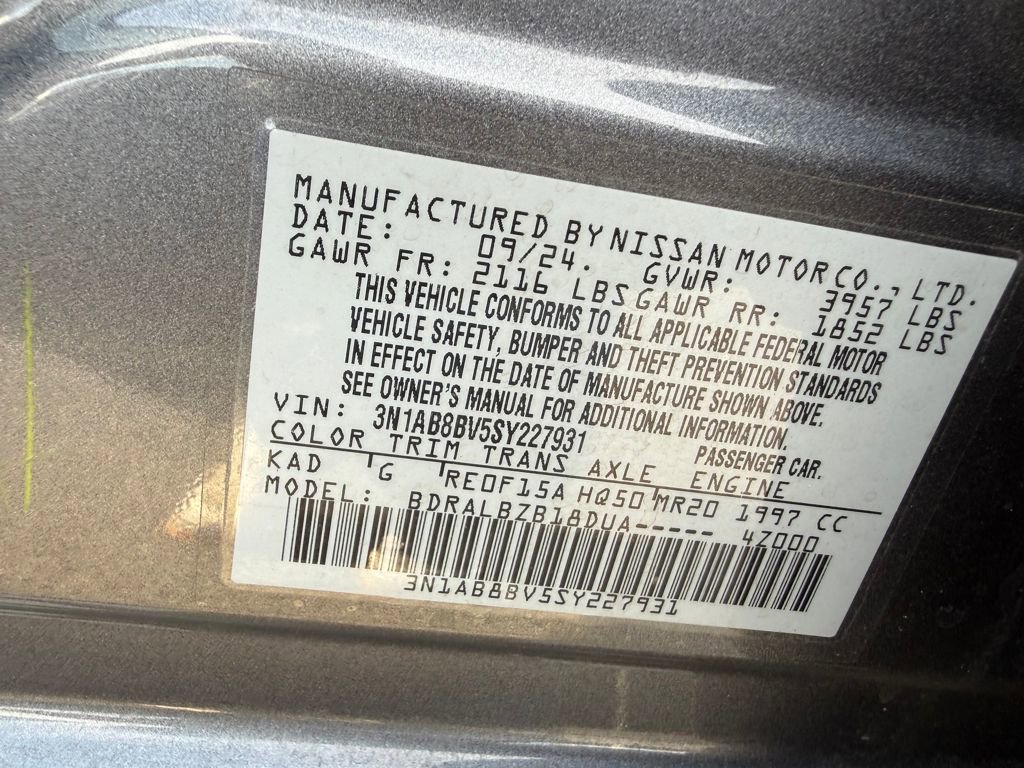 MANUFACTURED BY NISSAN MOTOR CO., LTD.
DATE: 09/24. GVWR: 3957 LBS
GAWR FR: 2116 LBS GAWR RR: 1852 LBS
THIS VEHICLE CONFORMS TO ALL APPLICABLE FEDERAL MOTOR
VEHICLE SAFETY, BUMPER AND THEFT PREVENTION STANDARDS
IN EFFECT ON THE DATE OF MANUFACTURE SHOWN ABOVE.
SEE OWNER'S MANUAL FOR ADDITIONAL INFORMATION.
VIN: 3N1AB8BV5SY227931 PASSENGER CAR.
COLOR TRIM TRANS AXLE ENGINE
KAD G RE0F15A HQ50 MR20 1997 CC
MODEL: BDRALBZB18DUA----- 4Z000
3N1AB8BV5SY227931